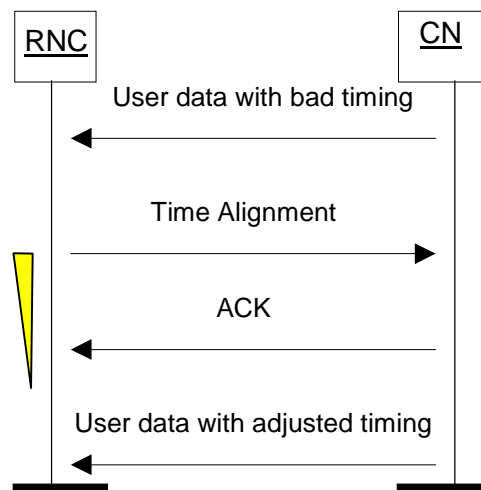 RNC
CN
User data with bad timing
Time Alignment
ACK
User data with adjusted timing